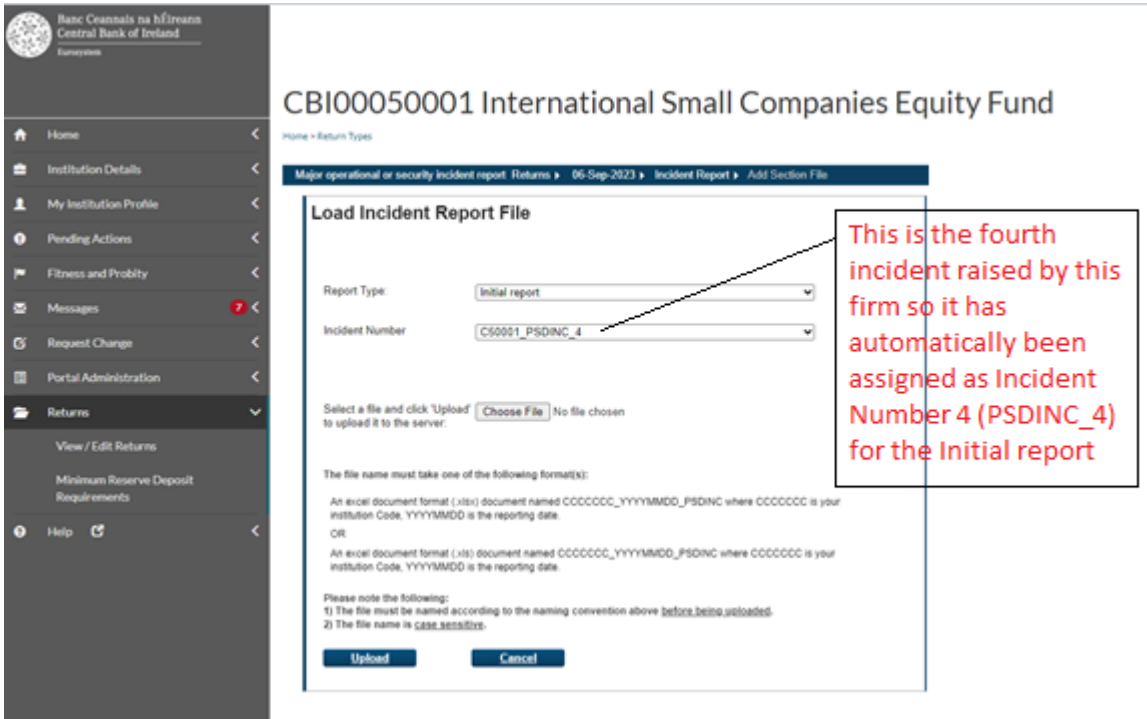 Banc Ceannais na hÉireann
Central Bank of Ireland
Eurosystem
CBI00050001 International Small Companies Equity Fund
Home > Return Types
Home
Institution Details
My Institution Profile
Pending Actions
Fitness and Probity
Messages 7
Request Change
Portal Administration
Returns
View / Edit Returns
Minimum Reserve Deposit
Requirements
Help
Major operational or security incident report Returns 06-Sep-2023 Incident Report Add Section File
Load Incident Report File
Report Type: Initial report
Incident Number C50001_PSDINC_4
Select a file and click 'Upload' Choose File No file chosen
to upload it to the server:
The file name must take one of the following format(s):
An excel document format (.xlsx) document named CCCCCCC_YYYYMMDD_PSDINC where CCCCCCC is your
institution Code, YYYYMMDD is the reporting date.
OR
An excel document format (.xls) document named CCCCCCC_YYYYMMDD_PSDINC where CCCCCCC is your
institution Code, YYYYMMDD is the reporting date.
Please note the following:
1) The file must be named according to the naming convention above before being uploaded.
2) The file name is case sensitive.
Upload Cancel
This is the fourth
incident raised by this
firm so it has
automatically been
assigned as Incident
Number 4 (PSDINC_4)
for the Initial report